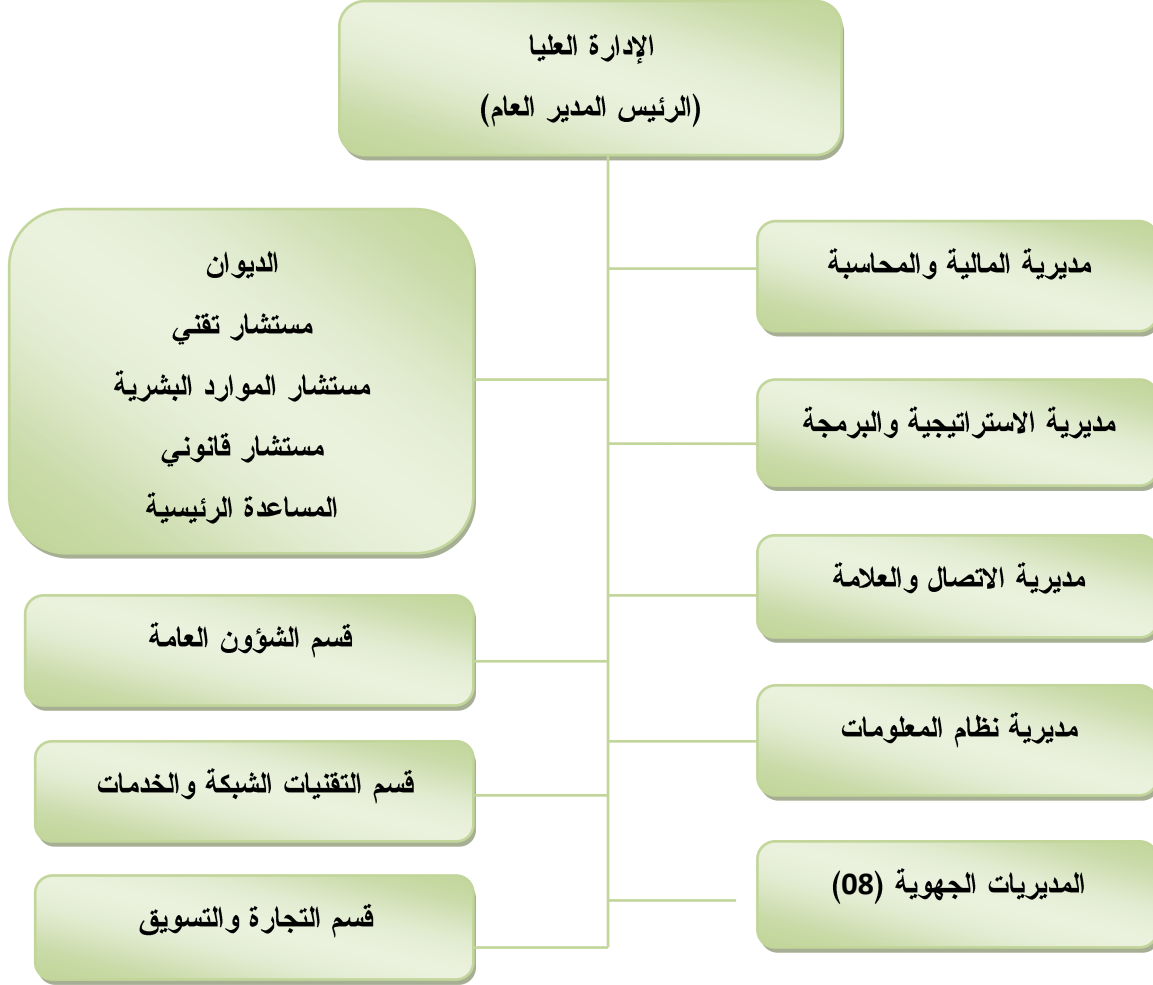 الإدارة العليا
(الرئيس المدير العام)
مديرية المالية والمحاسبة
مديرية الاستراتيجية والبرمجة
مديرية الاتصال والعلامة
مديرية نظام المعلومات
المديريات الجهوية (08)
الديوان
مستشار تقني
مستشار الموارد البشرية
مستشار قانوني
المساعدة الرئيسية
قسم الشؤون العامة
قسم التقنيات الشبكة والخدمات
قسم التجارة والتسويق